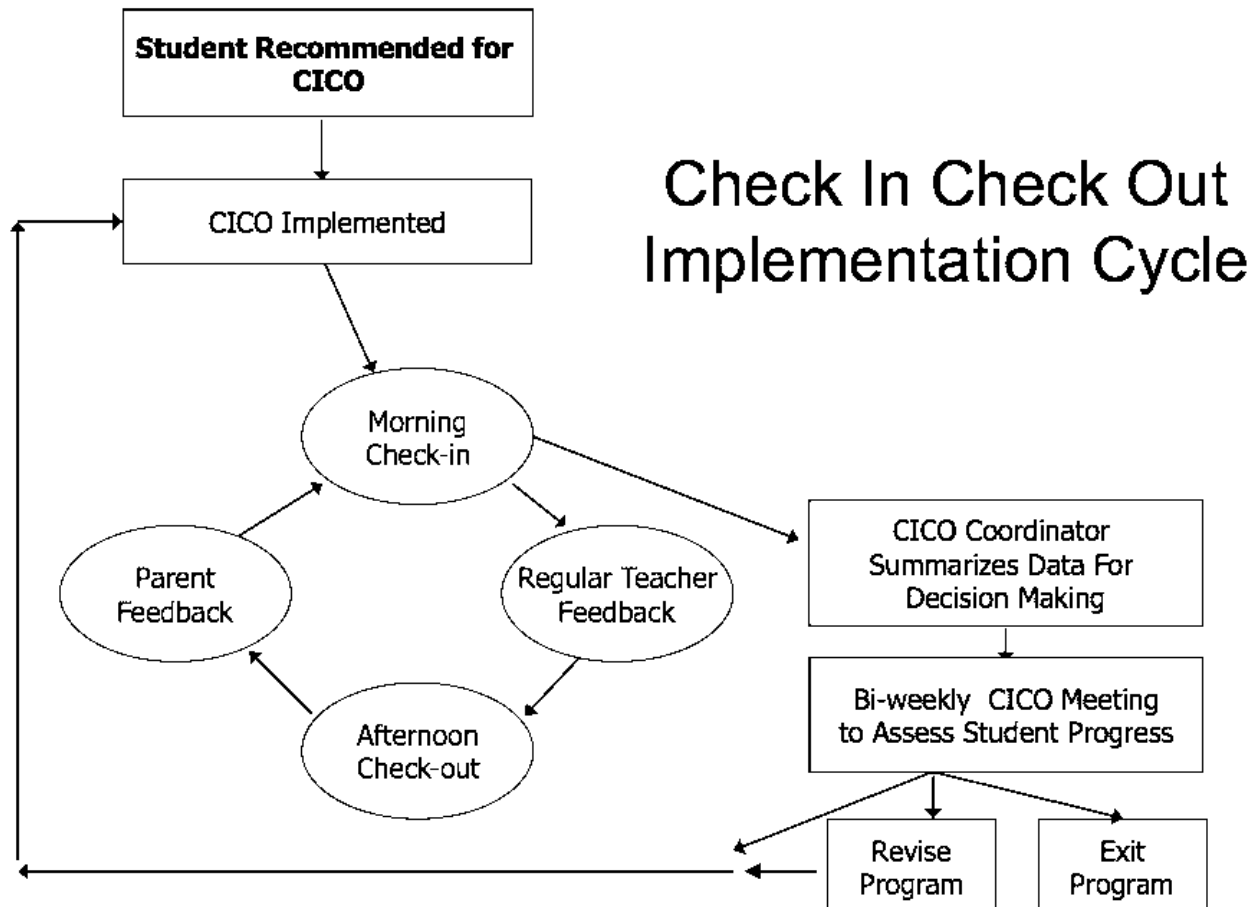 Student Recommended for
CICO
CICO Implemented
Check In Check Out
Implementation Cycle
Morning
Check-in
Parent
Feedback
Regular Teacher
Feedback
Afternoon
Check-out
CICO Coordinator
Summarizes Data For
Decision Making
Bi-weekly CICO Meeting
to Assess Student Progress
Revise
Program
Exit
Program